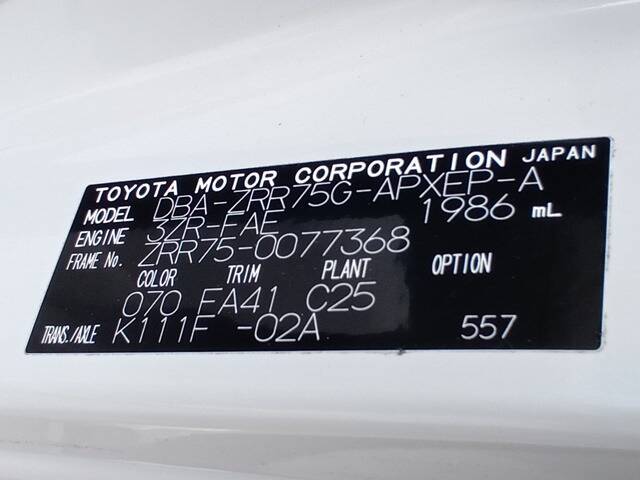 TOYOTA MOTOR CORPORATION JAPAN
MODEL DBA-ZRR75G-APXEP-A
ENGINE 3ZR-FAE 1986 mL
FRAME No. ZRR75-0077368
COLOR TRIM PLANT OPTION
070 FA41 C25
TRANS./AXLE K111F -02A 557